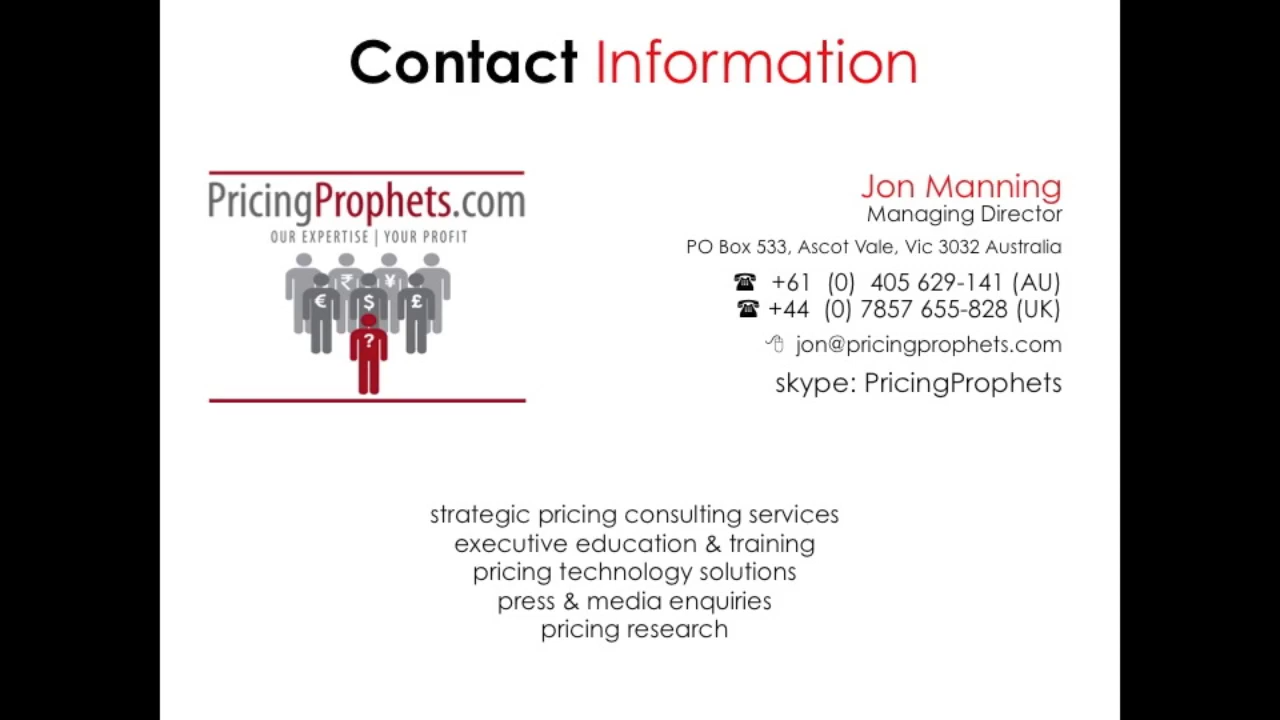 Contact Information
PricingProphets.com
OUR EXPERTISE | YOUR PROFIT
₹ ¥
€ $ £
?
Jon Manning
Managing Director
PO Box 533, Ascot Vale, Vic 3032 Australia
☎ +61 (0) 405 629-141 (AU)
☎ +44 (0) 7857 655-828 (UK)
jon@pricingprophets.com
skype: PricingProphets
strategic pricing consulting services
executive education & training
pricing technology solutions
press & media enquiries
pricing research